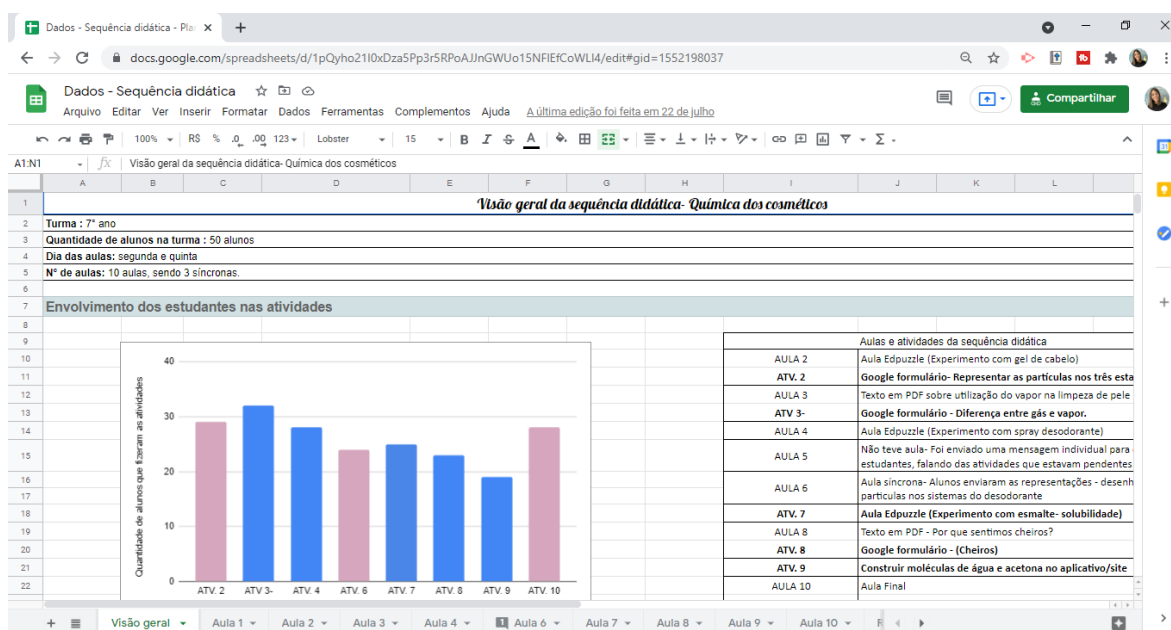 Dados - Sequência didática - Pla
docs.google.com/spreadsheets/d/1pQyho21I0xDza5Pp3r5RPoAJJnGWUo15NFlEfCoWLI4/edit#gid=1552198037
Dados - Sequência didática
Arquivo Editar Ver Inserir Formatar Dados Ferramentas Complementos Ajuda A última edição foi feita em 22 de julho
Compartilhar
100% R$ % .0 .00 123 Lobster 15 B I S A
A1:N1 fx Visão geral da sequência didática- Química dos cosméticos
A B C D E F G H I J K L
1 Visão geral da sequência didática- Química dos cosméticos
2 Turma : 7° ano
3 Quantidade de alunos na turma : 50 alunos
4 Dia das aulas: segunda e quinta
5 N° de aulas: 10 aulas, sendo 3 síncronas.
6
7 Envolvimento dos estudantes nas atividades
8
9 Aulas e atividades da sequência didática
10 AULA 2 Aula Edpuzzle (Experimento com gel de cabelo)
11 ATV. 2 Google formulário- Representar as partículas nos três esta
12 AULA 3 Texto em PDF sobre utilização do vapor na limpeza de pele
13 ATV 3- Google formulário - Diferença entre gás e vapor.
14 AULA 4 Aula Edpuzzle (Experimento com spray desodorante)
15 AULA 5 Não teve aula- Foi enviado uma mensagem individual para
estudantes, falando das atividades que estavam pendentes
16 AULA 6 Aula síncrona- Alunos enviaram as representações - desenh
17 partículas nos sistemas do desodorante
18 ATV. 7 Aula Edpuzzle (Experimento com esmalte- solubilidade)
19 AULA 8 Texto em PDF - Por que sentimos cheiros?
20 ATV. 8 Google formulário - (Cheiros)
21 ATV. 9 Construir moléculas de água e acetona no aplicativo/site
22 AULA 10 Aula Final
Quantidade de alunos que fizeram as atividades
40
30
20
10
0
ATV. 2 ATV 3- ATV. 4 ATV. 6 ATV. 7 ATV. 8 ATV. 9 ATV. 10
Visão geral Aula 1 Aula 2 Aula 3 Aula 4 1 Aula 6 Aula 7 Aula 8 Aula 9 Aula 10